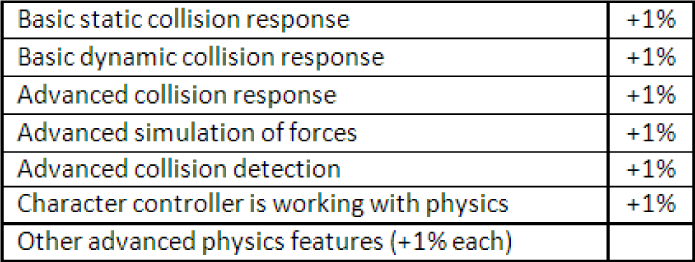 Basic static collision response +1%
Basic dynamic collision response +1%
Advanced collision response +1%
Advanced simulation of forces +1%
Advanced collision detection +1%
Character controller is working with physics +1%
Other advanced physics features (+1% each)